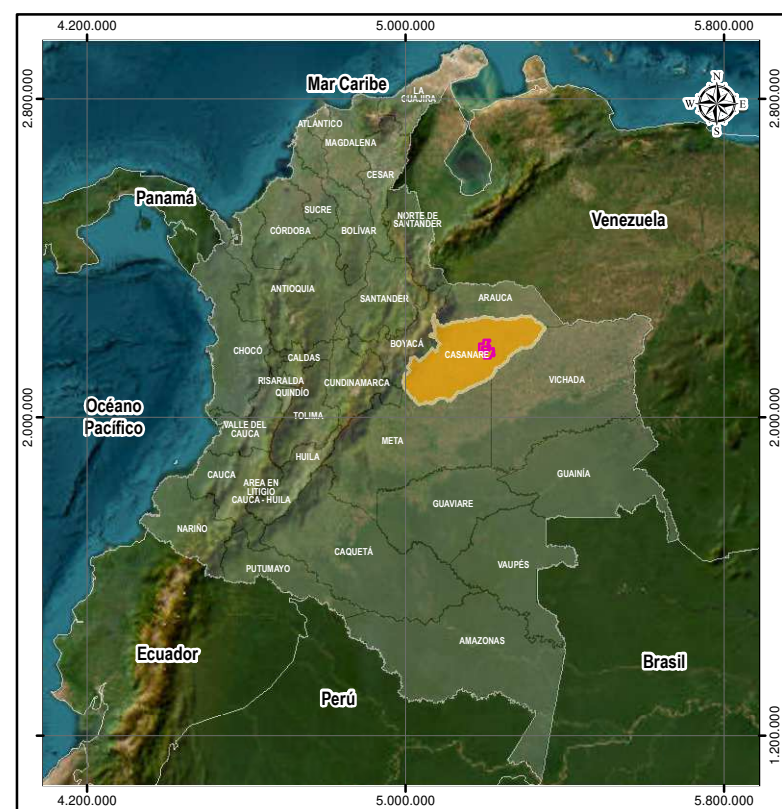 4.200.000
5.000.000
5.800.000
2.800.000
2.800.000
N
W
E
S
Mar Caribe
LA
GUAJIRA
ATLÁNTICO
MAGDALENA
CESAR
Panamá
SUCRE
NORTE DE
SANTANDER
Venezuela
CÓRDOBA
BOLÍVAR
ANTIOQUIA
SANTANDER
ARAUCA
CHOCÓ
BOYACÁ
CALDAS
CASANARE
RISARALDA
CUNDINAMARCA
VICHADA
QUINDÍO
Océano
Pacífico
TOLIMA
2.000.000
2.000.000
VALLE DEL
CAUCA
META
HUILA
CAUCA
GUAINÍA
AREA EN
LITIGIO
CAUCA - HUILA
GUAVIARE
NARIÑO
CAQUETÁ
VAUPÉS
PUTUMAYO
AMAZONAS
Ecuador
Brasil
Perú
1.200.000
1.200.000
4.200.000
5.000.000
5.800.000